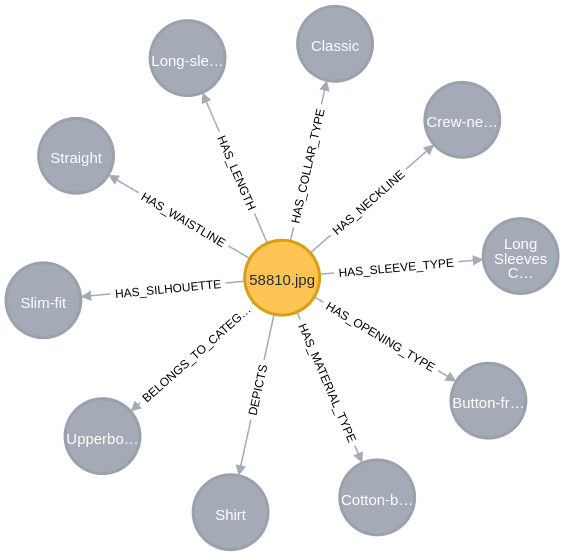 Classic
Long-sle…
Crew-ne…
HAS_COLLAR_TYPE
HAS_LENGTH
Straight
HAS_NECKLINE
HAS_WAISTLINE
Long
Sleeves
C…
HAS_SLEEVE_TYPE
58810.jpg
HAS_SILHOUETTE
Slim-fit
HAS_OPENING_TYPE
BELONGS_TO_CATEG…
HAS_MATERIAL_TYPE
DEPICTS
Button-fr…
Upperbo…
Cotton-b…
Shirt